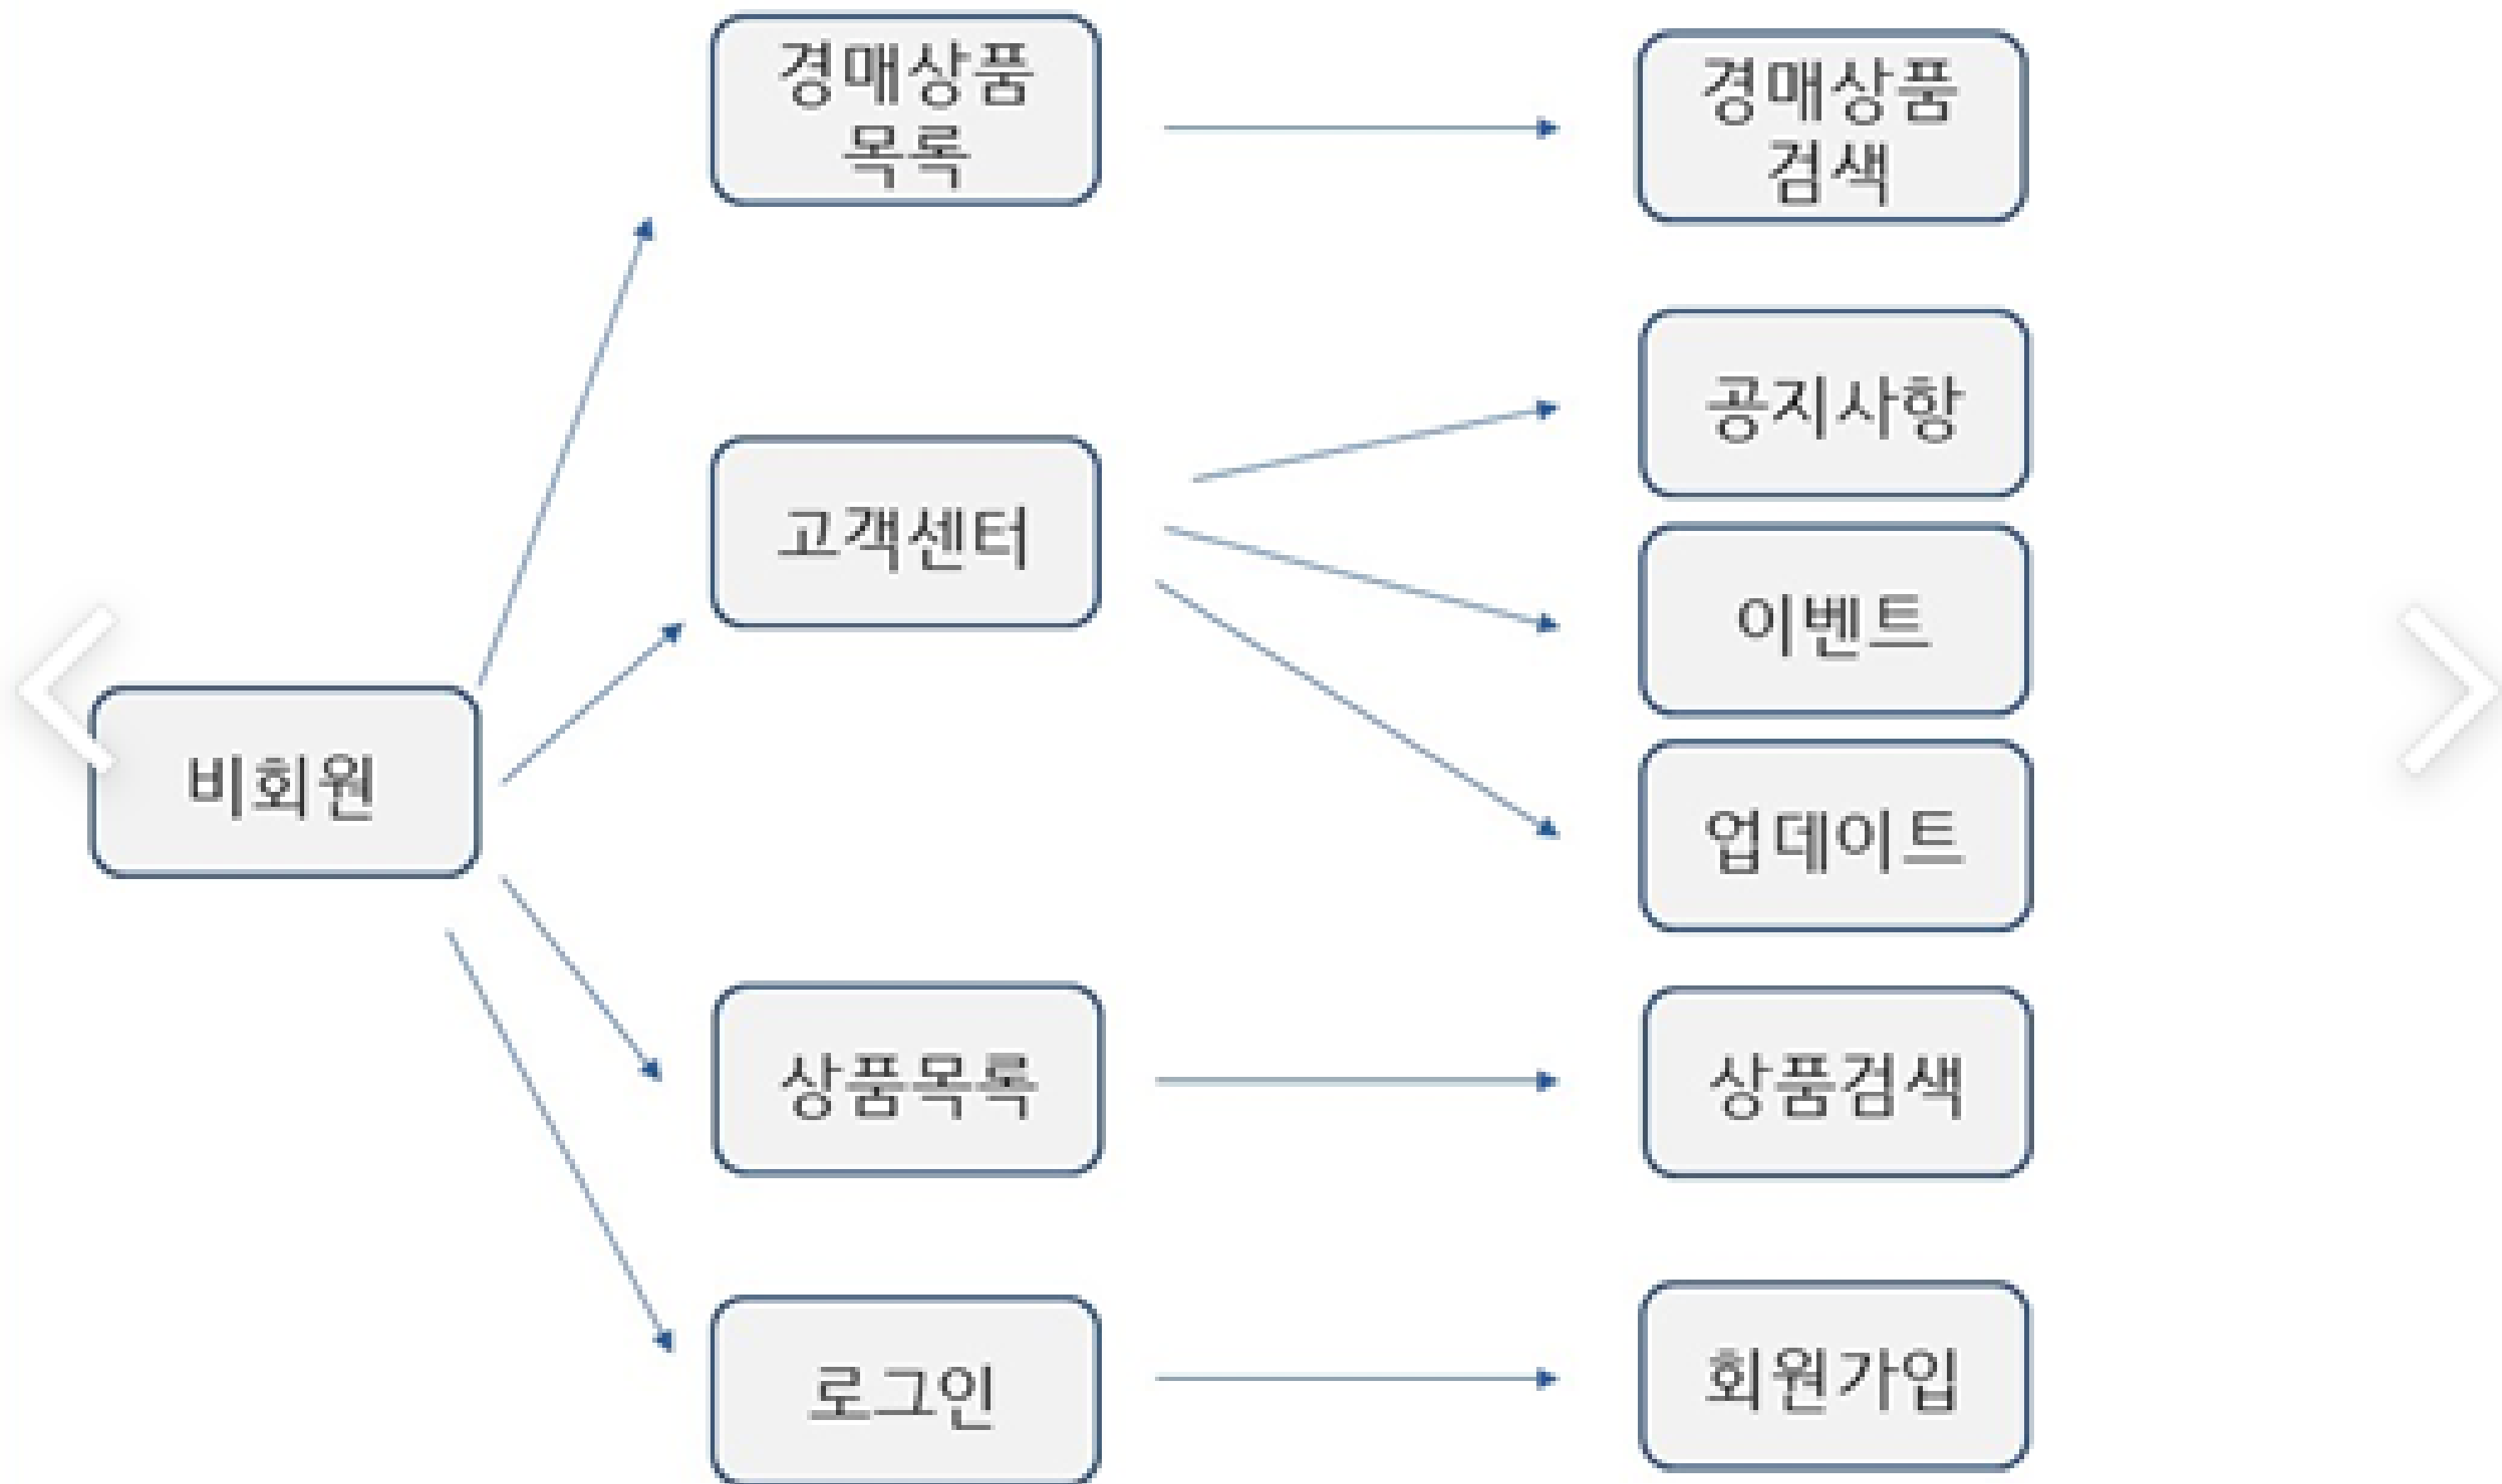 경매상품
목록
경매상품
검색
공지사항
고객센터
이벤트
비회원
업데이트
상품목록
상품검색
로그인
회원가입